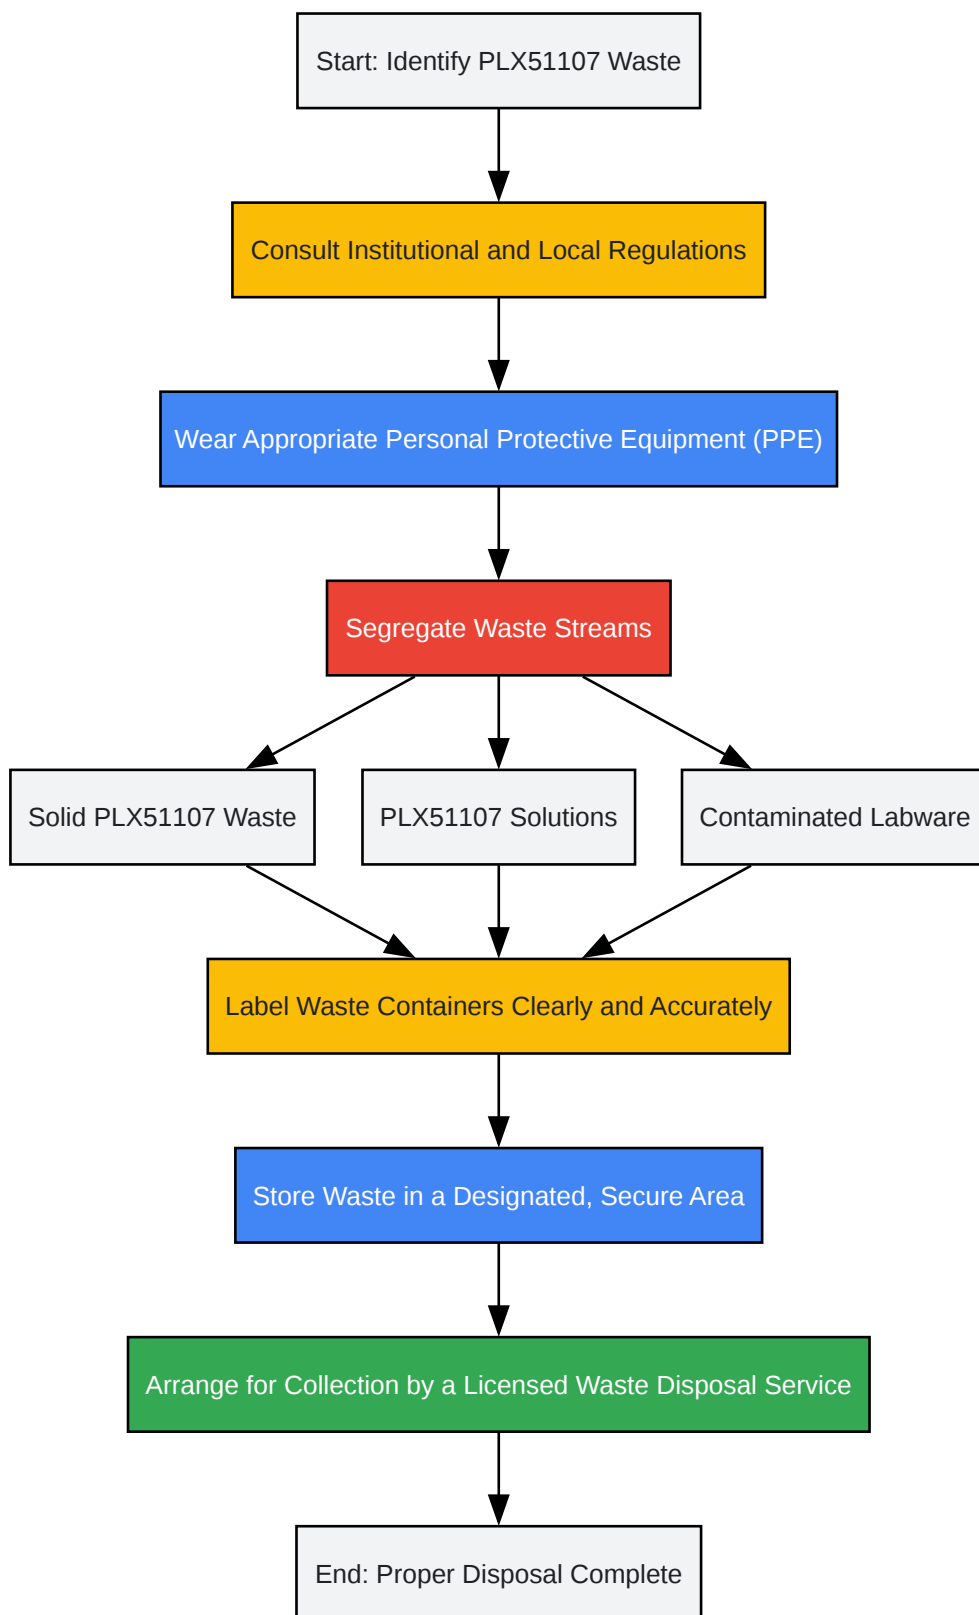 Start: Identify PLX51107 Waste
Consult Institutional and Local Regulations
Wear Appropriate Personal Protective Equipment (PPE)
Segregate Waste Streams
Solid PLX51107 Waste
PLX51107 Solutions
Contaminated Labware
Label Waste Containers Clearly and Accurately
Store Waste in a Designated, Secure Area
Arrange for Collection by a Licensed Waste Disposal Service
End: Proper Disposal Complete